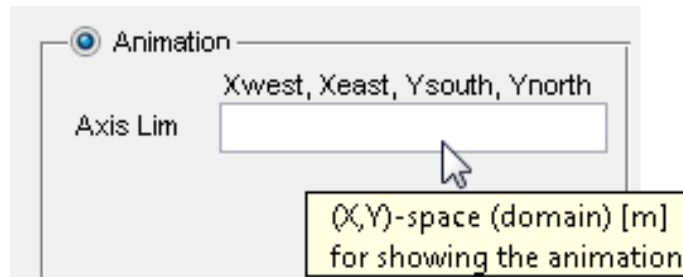 Animation
Xwest, Xeast, Ysouth, Ynorth
Axis Lim
(X,Y)-space (domain) [m]
for showing the animation